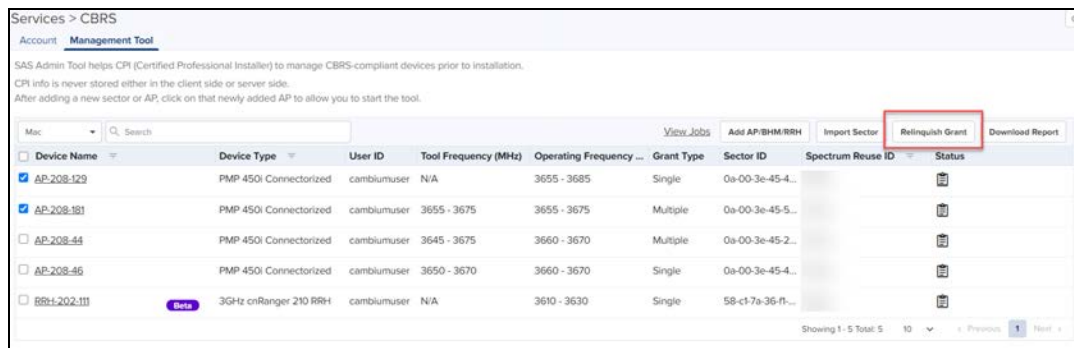 Services > CBRS
Account Management Tool
SAS Admin Tool helps CPI (Certified Professional Installer) to manage CBRS-compliant devices prior to installation.
CPI info is never stored either in the client side or server side.
After adding a new sector or AP, click on that newly added AP to allow you to start the tool.
Mac Search View Jobs Add AP/BHM/RRH Import Sector Relinquish Grant Download Report
Device Name Device Type User ID Tool Frequency (MHz) Operating Frequency ... Grant Type Sector ID Spectrum Reuse ID Status
AP-208-129 PMP 450i Connectorized cambiumuser N/A 3655 - 3685 Single 0a-00-3e-45-4...
AP-208-181 PMP 450i Connectorized cambiumuser 3655 - 3675 3655 - 3675 Multiple 0a-00-3e-45-5...
AP-208-44 PMP 450i Connectorized cambiumuser 3645 - 3675 3660 - 3670 Multiple 0a-00-3e-45-2...
AP-208-46 PMP 450i Connectorized cambiumuser 3650 - 3670 3660 - 3670 Single 0a-00-3e-45-4...
RRH-202-111 Beta 3GHz cnRanger 210 RRH cambiumuser N/A 3610 - 3630 Single 58-c1-7a-36-f1-...
Showing 1 - 5 Total: 5 10 < Previous 1 Next >